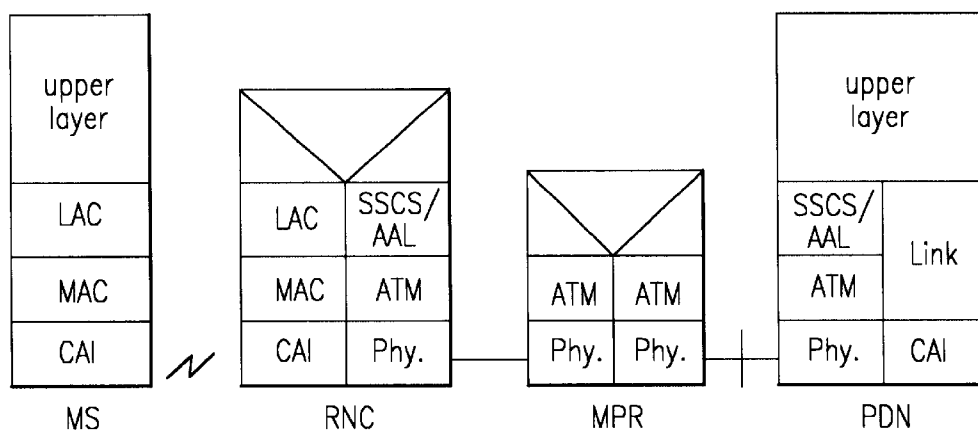 upper
layer
LAC
MAC
CAI
MS
LAC
SSCS/
AAL
MAC
ATM
CAI
Phy.
RNC
ATM
ATM
Phy.
Phy.
MPR
upper
layer
SSCS/
AAL
Link
ATM
Phy.
CAI
PDN